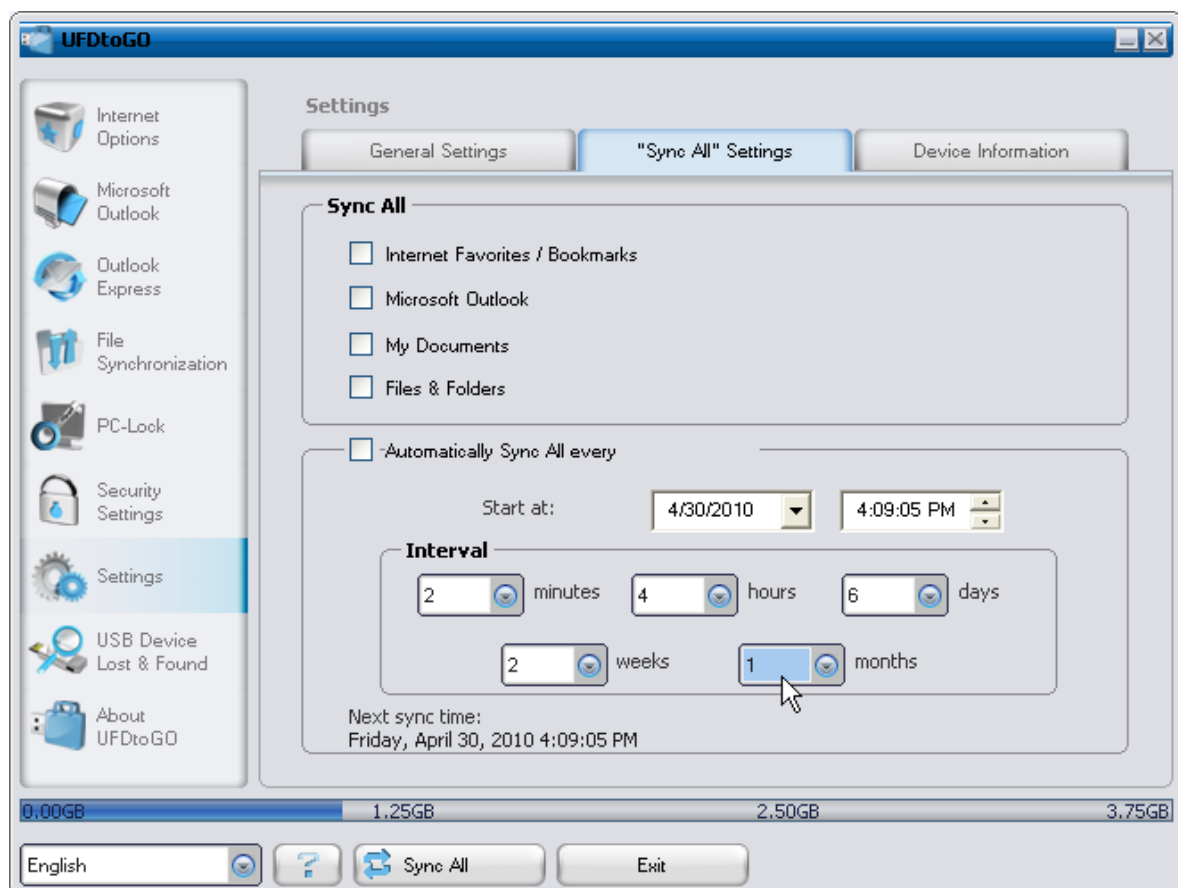 UFDtoGO
Internet
Options
Microsoft
Outlook
Outlook
Express
File
Synchronization
PC-Lock
Security
Settings
Settings
USB Device
Lost & Found
About
UFDtoGO
Settings
General Settings
"Sync All" Settings
Device Information
Sync All
Internet Favorites / Bookmarks
Microsoft Outlook
My Documents
Files & Folders
Automatically Sync All every
Start at: 4/30/2010 4:09:05 PM
Interval
2 minutes 4 hours 6 days
2 weeks 1 months
Next sync time:
Friday, April 30, 2010 4:09:05 PM
0.00GB 1.25GB 2.50GB 3.75GB
English ? Sync All Exit